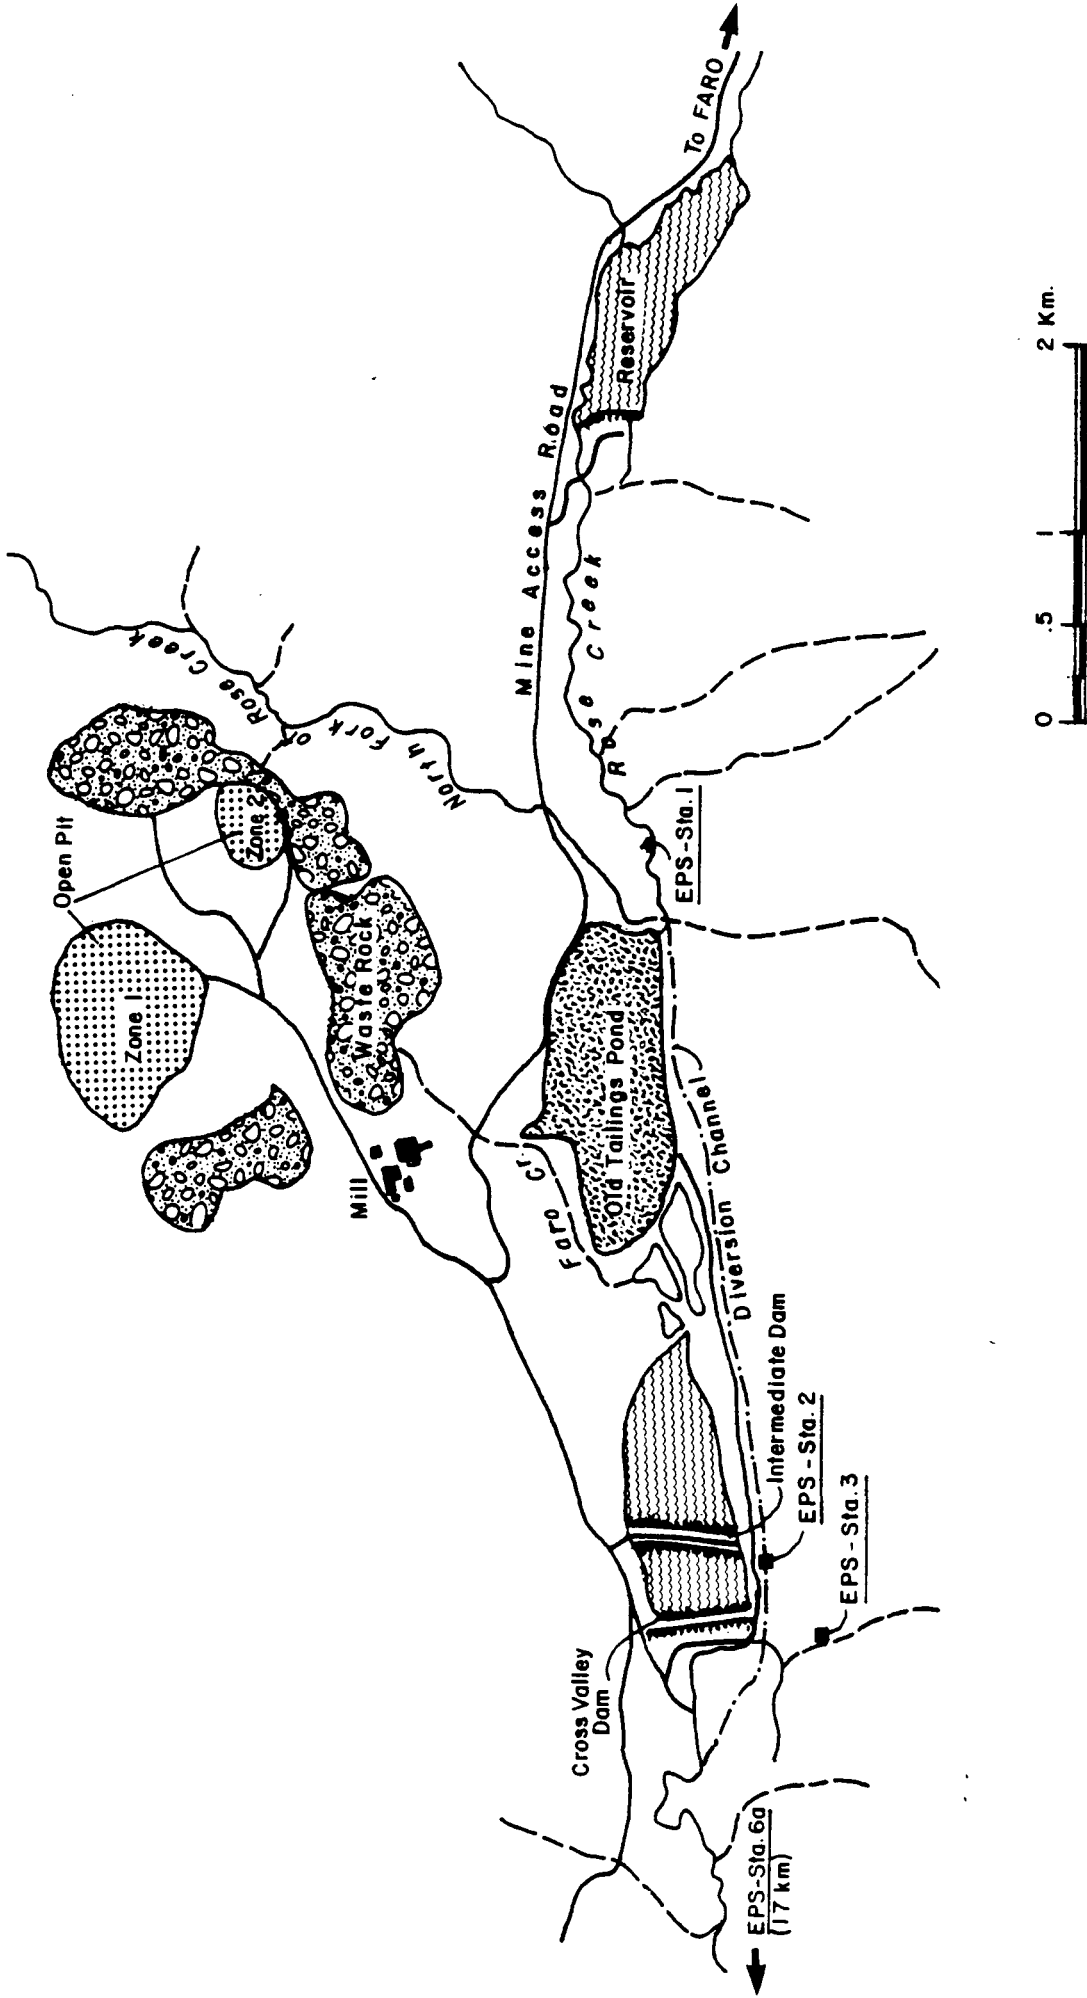 Open Pit
Zone 1
Zone 2
Waste Rock
Mill
North Fork of Rose Creek
Mine Access Road
To FARO
Reservoir
Rose Creek
EPS-Sta. 1
Old Tailings Pond
Faro Cr.
Diversion Channel
Intermediate Dam
EPS - Sta. 2
EPS - Sta. 3
Cross Valley
Dam
EPS-Sta. 6a
(17 km)
0 .5 1 2 Km.